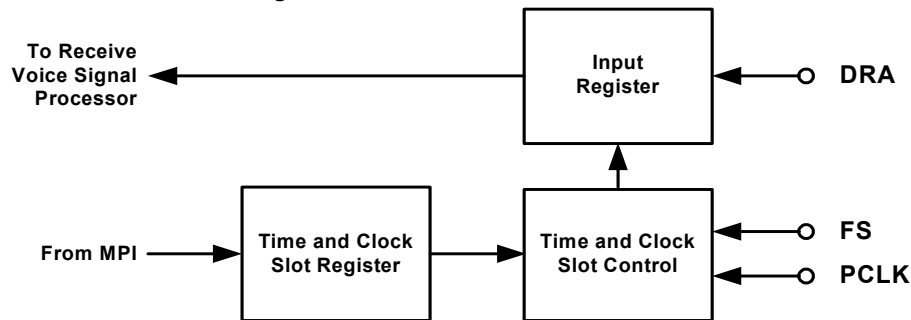 To Receive
Voice Signal
Processor
Input
Register
DRA
From MPI
Time and Clock
Slot Register
Time and Clock
Slot Control
FS
PCLK